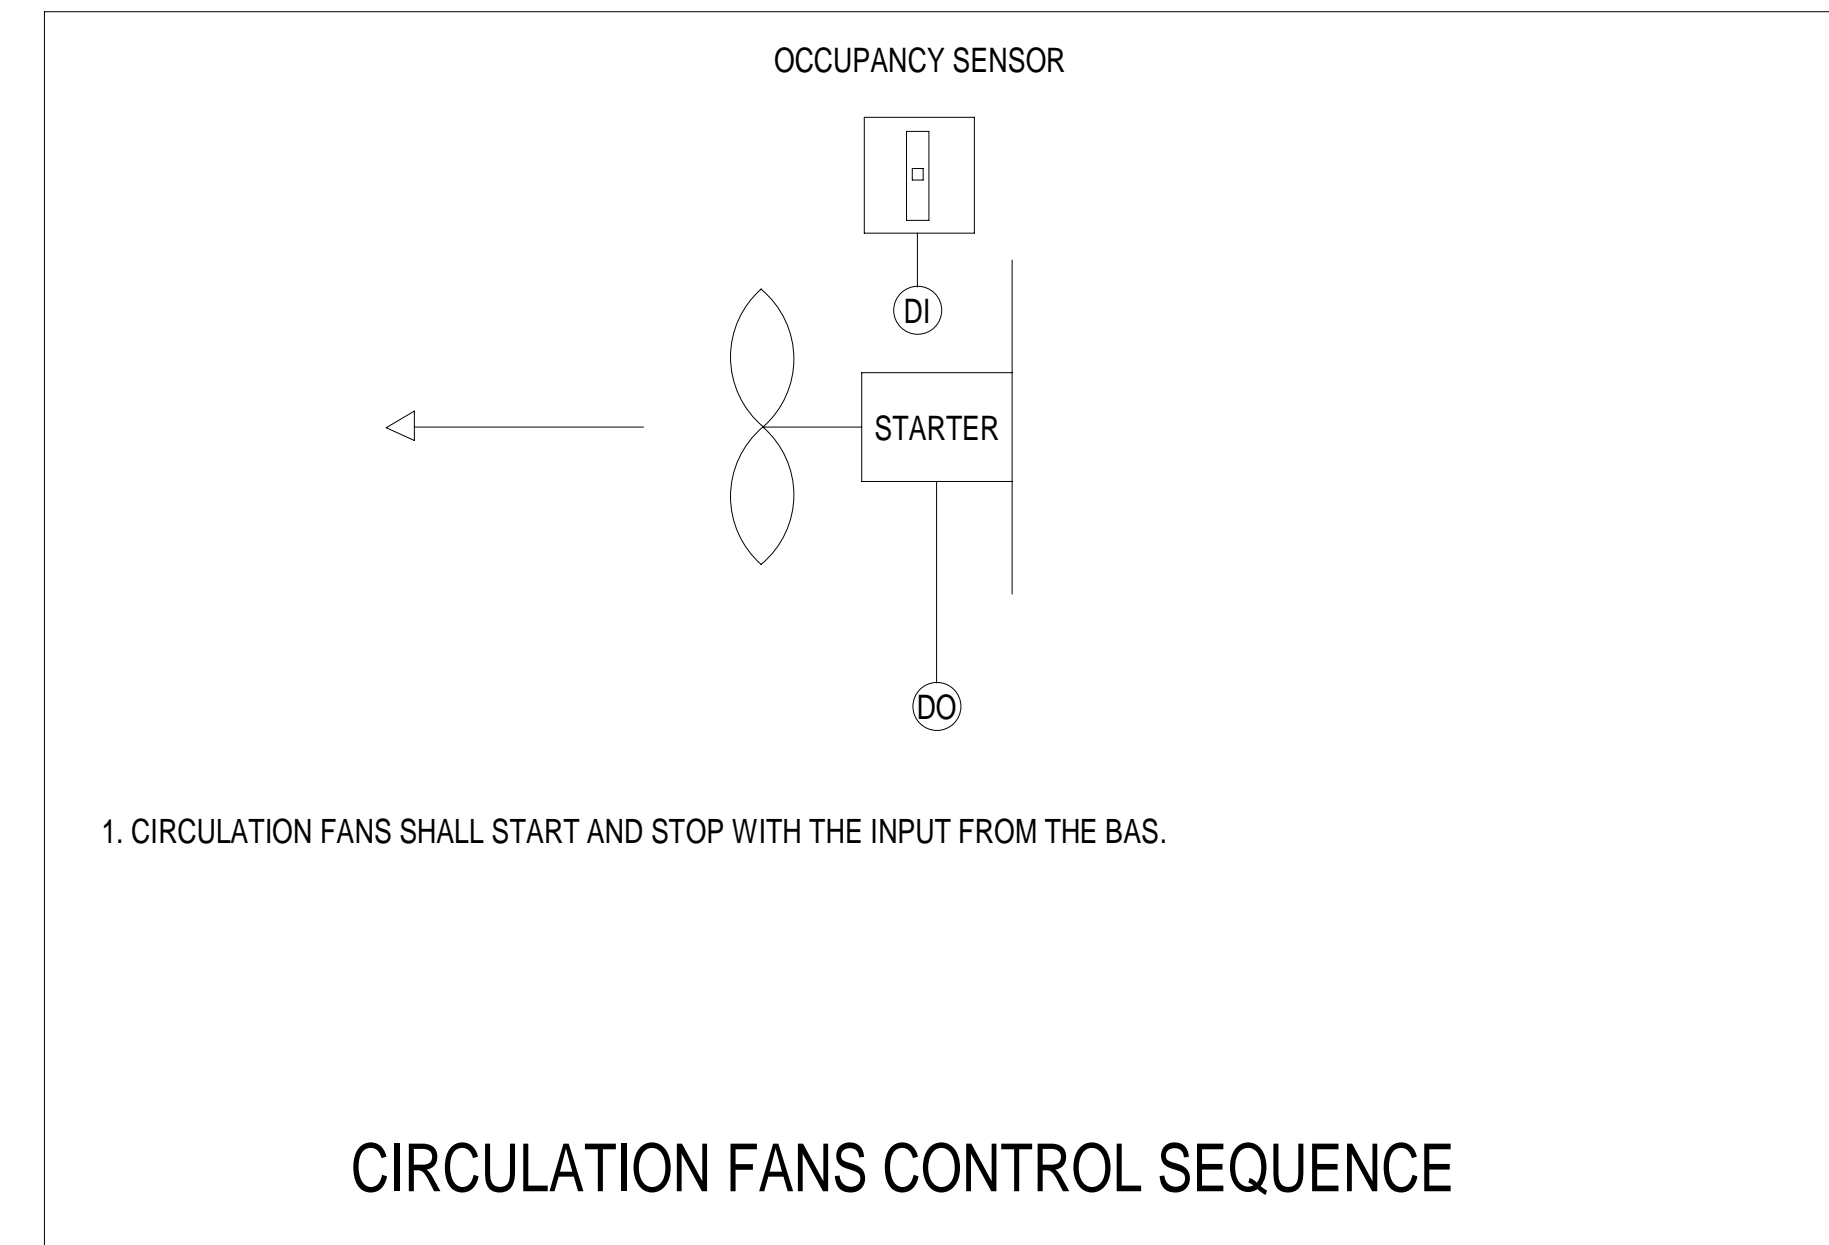 OCCUPANCY SENSOR
DI
STARTER
DO
1. CIRCULATION FANS SHALL START AND STOP WITH THE INPUT FROM THE BAS.
CIRCULATION FANS CONTROL SEQUENCE